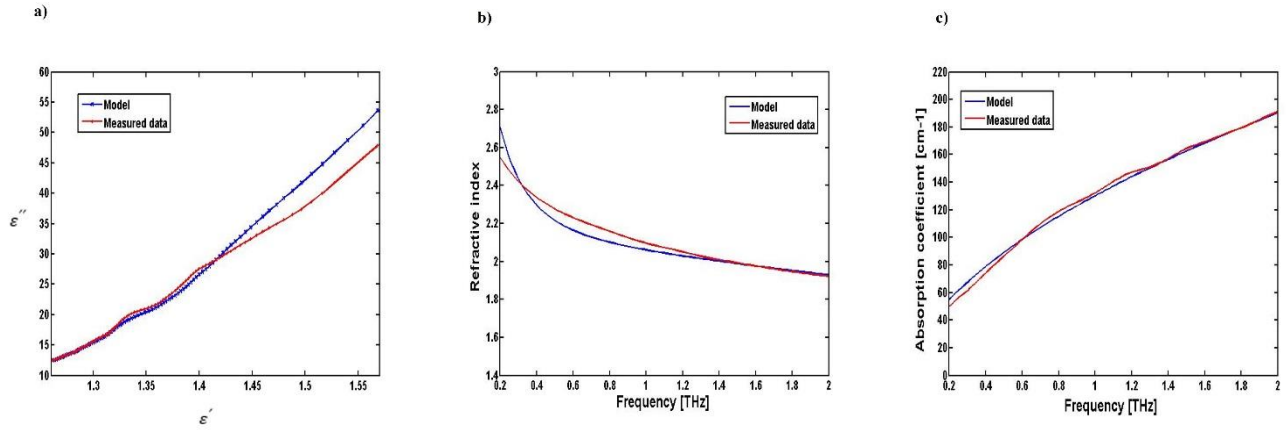 a)
60
55
50
45
40
35
30
25
20
15
10
ε′′
Model
Measured data
1.3 1.35 1.4 1.45 1.5 1.55
ε′
b)
3
2.8
2.6
2.4
2.2
2
1.8
1.6
1.4
Refractive index
Model
Measured data
0.2 0.4 0.6 0.8 1 1.2 1.4 1.6 1.8 2
Frequency [THz]
c)
220
200
180
160
140
120
100
80
60
40
20
0
Absorption coefficient [cm-1]
Model
Measured data
0.2 0.4 0.6 0.8 1 1.2 1.4 1.6 1.8 2
Frequency [THz]